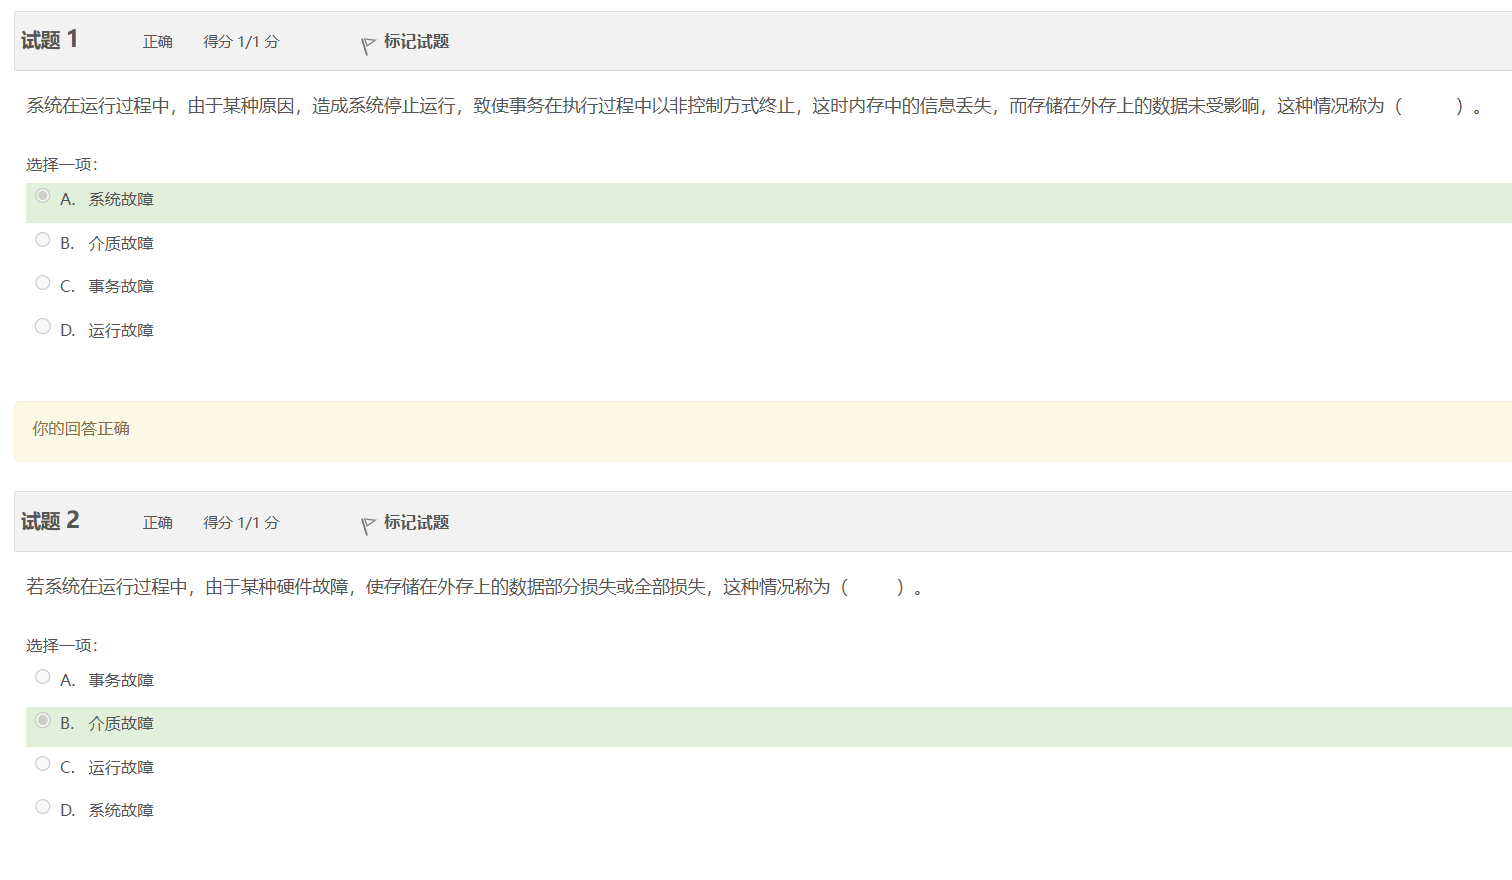 试题 1 正确 得分 1/1 分 标记试题
系统在运行过程中，由于某种原因，造成系统停止运行，致使事务在执行过程中以非控制方式终止，这时内存中的信息丢失，而存储在外存上的数据未受影响，这种情况称为（ ）。
选择一项：
A. 系统故障
B. 介质故障
C. 事务故障
D. 运行故障
你的回答正确
试题 2 正确 得分 1/1 分 标记试题
若系统在运行过程中，由于某种硬件故障，使存储在外存上的数据部分损失或全部损失，这种情况称为（ ）。
选择一项：
A. 事务故障
B. 介质故障
C. 运行故障
D. 系统故障